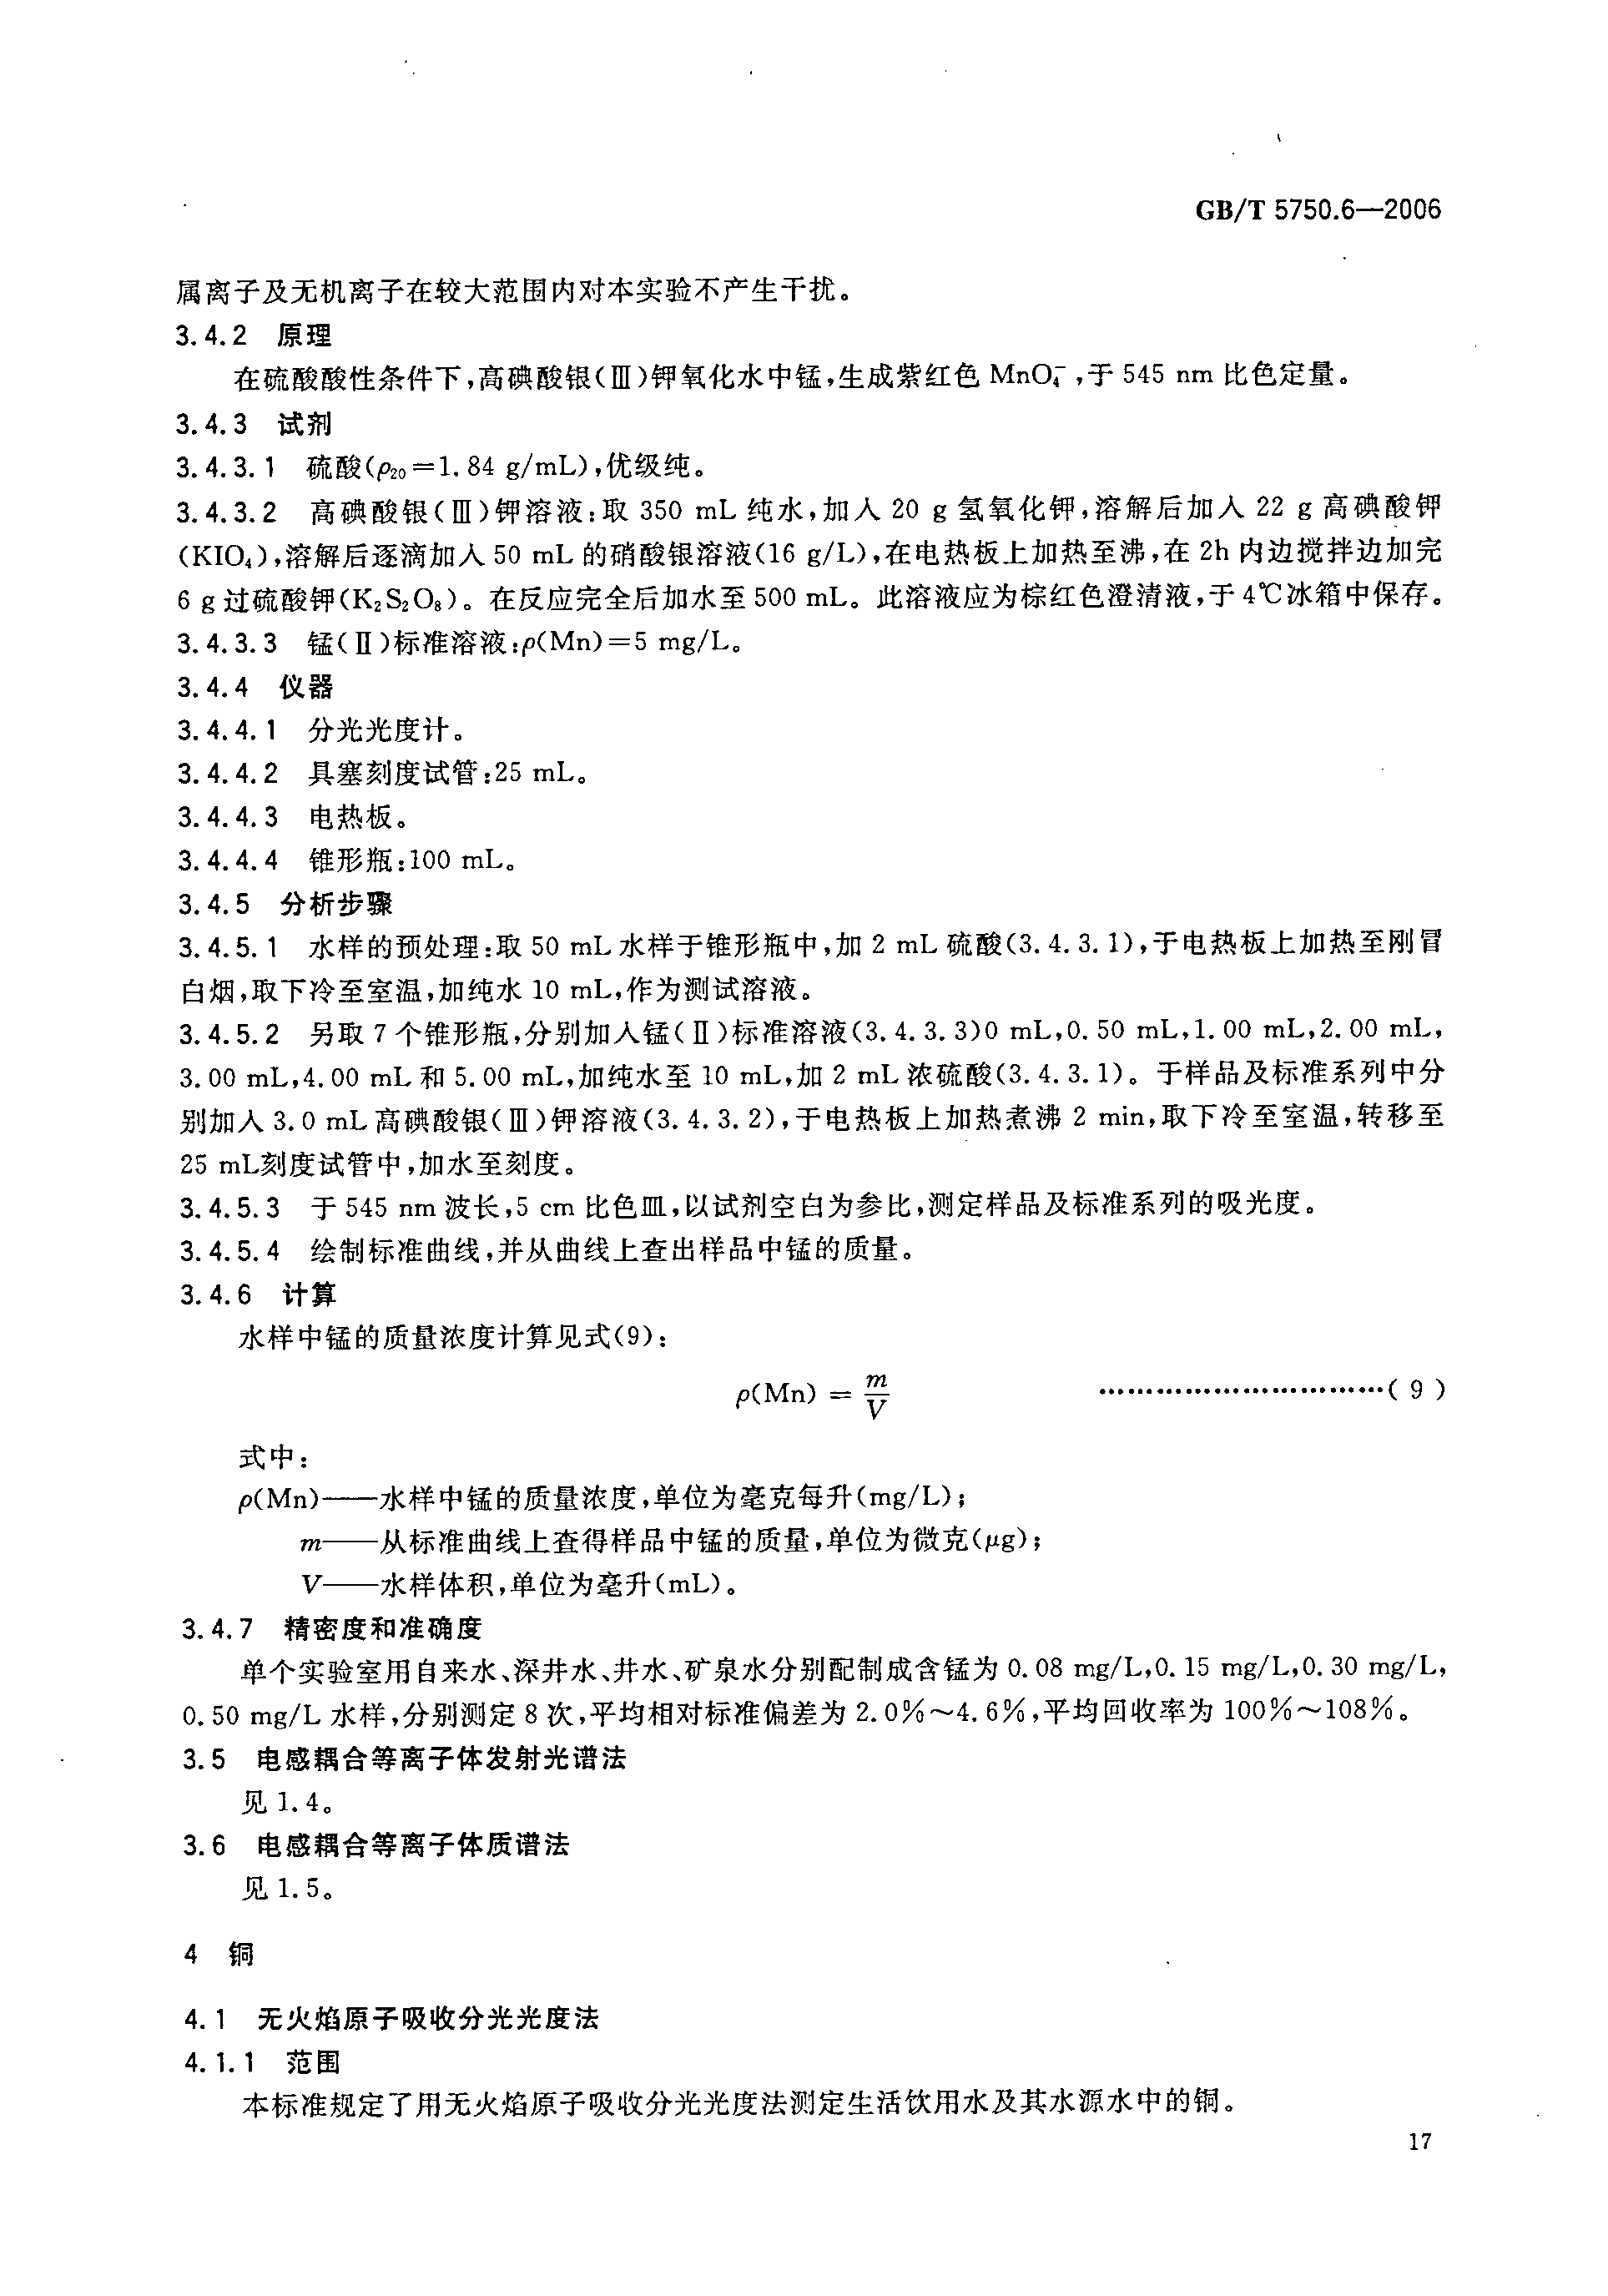 GB/T 5750.6—2006
属离子及无机离子在较大范围内对本实验不产生干扰。
3.4.2 原理
在硫酸酸性条件下,高碘酸银(Ⅲ)钾氧化水中锰,生成紫红色 MnO₄⁻,于 545 nm 比色定量。
3.4.3 试剂
3.4.3.1 硫酸(ρ₂₀=1.84 g/mL),优级纯。
3.4.3.2 高碘酸银(Ⅲ)钾溶液:取 350 mL 纯水,加入 20 g 氢氧化钾,溶解后加入 22 g 高碘酸钾
(KIO₄),溶解后逐滴加入 50 mL 的硝酸银溶液(16 g/L),在电热板上加热至沸,在 2h 内边搅拌边加完
6 g 过硫酸钾(K₂S₂O₈)。在反应完全后加水至 500 mL。此溶液应为棕红色澄清液,于 4℃冰箱中保存。
3.4.3.3 锰(Ⅱ)标准溶液:ρ(Mn)=5 mg/L。
3.4.4 仪器
3.4.4.1 分光光度计。
3.4.4.2 具塞刻度试管:25 mL。
3.4.4.3 电热板。
3.4.4.4 锥形瓶:100 mL。
3.4.5 分析步骤
3.4.5.1 水样的预处理:取 50 mL 水样于锥形瓶中,加 2 mL 硫酸(3.4.3.1),于电热板上加热至刚冒
白烟,取下冷至室温,加纯水 10 mL,作为测试溶液。
3.4.5.2 另取 7 个锥形瓶,分别加入锰(Ⅱ)标准溶液(3.4.3.3)0 mL,0.50 mL,1.00 mL,2.00 mL,
3.00 mL,4.00 mL 和 5.00 mL,加纯水至 10 mL,加 2 mL 浓硫酸(3.4.3.1)。于样品及标准系列中分
别加入 3.0 mL 高碘酸银(Ⅲ)钾溶液(3.4.3.2),于电热板上加热煮沸 2 min,取下冷至室温,转移至
25 mL刻度试管中,加水至刻度。
3.4.5.3 于 545 nm 波长,5 cm 比色皿,以试剂空白为参比,测定样品及标准系列的吸光度。
3.4.5.4 绘制标准曲线,并从曲线上查出样品中锰的质量。
3.4.6 计算
水样中锰的质量浓度计算见式(9):
ρ(Mn) = m/V ……………………………( 9 )
式中:
ρ(Mn)——水样中锰的质量浓度,单位为毫克每升(mg/L);
m——从标准曲线上查得样品中锰的质量,单位为微克(μg);
V——水样体积,单位为毫升(mL)。
3.4.7 精密度和准确度
单个实验室用自来水、深井水、井水、矿泉水分别配制成含锰为 0.08 mg/L,0.15 mg/L,0.30 mg/L,
0.50 mg/L 水样,分别测定 8 次,平均相对标准偏差为 2.0%~4.6%,平均回收率为 100%~108%。
3.5 电感耦合等离子体发射光谱法
见 1.4。
3.6 电感耦合等离子体质谱法
见 1.5。
4 铜
4.1 无火焰原子吸收分光光度法
4.1.1 范围
本标准规定了用无火焰原子吸收分光光度法测定生活饮用水及其水源水中的铜。
17